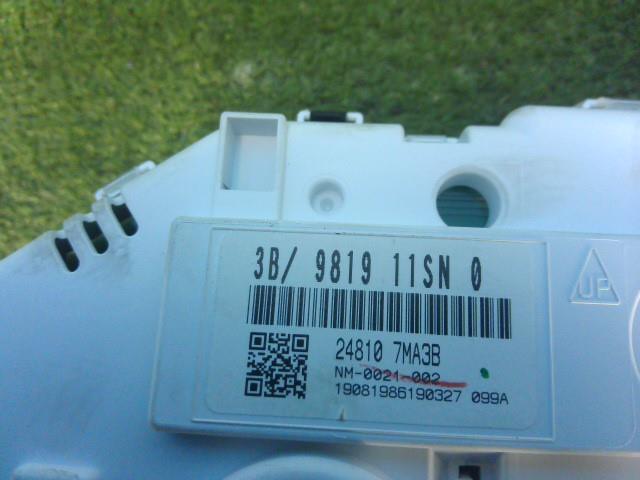 3B/ 9819 11SN 0
UP
24810 7MA3B
NM-0021-002
19081986190327 099A